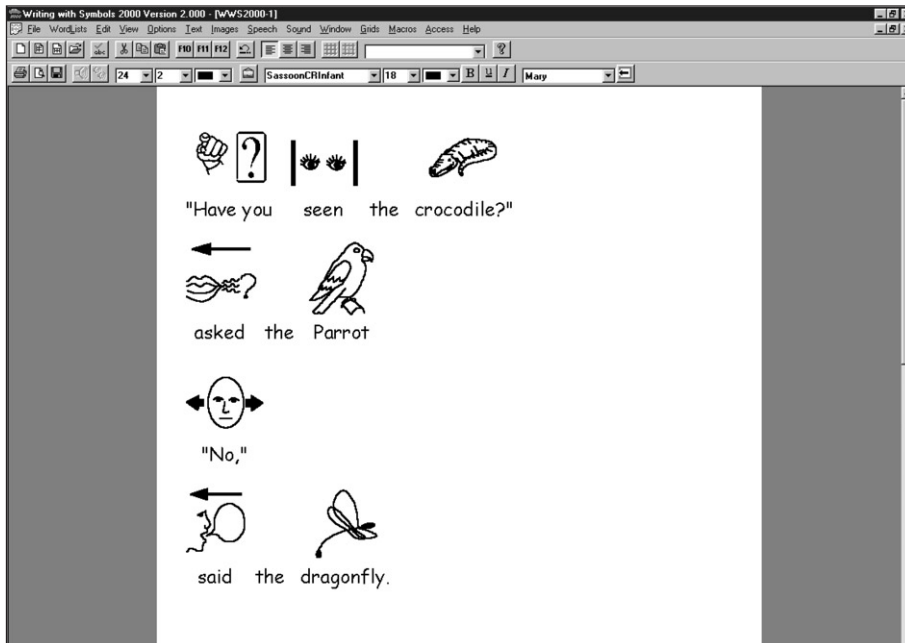 Writing with Symbols 2000 Version 2.000 - [WWS2000-1]
File WordLists Edit View Options Text Images Speech Sound Window Grids Macros Access Help
abc F10 F11 F12 ?
24 2 SassoonCRInfant 18 B U I Mary
?
"Have you seen the crocodile?"
?
asked the Parrot
"No,"
said the dragonfly.